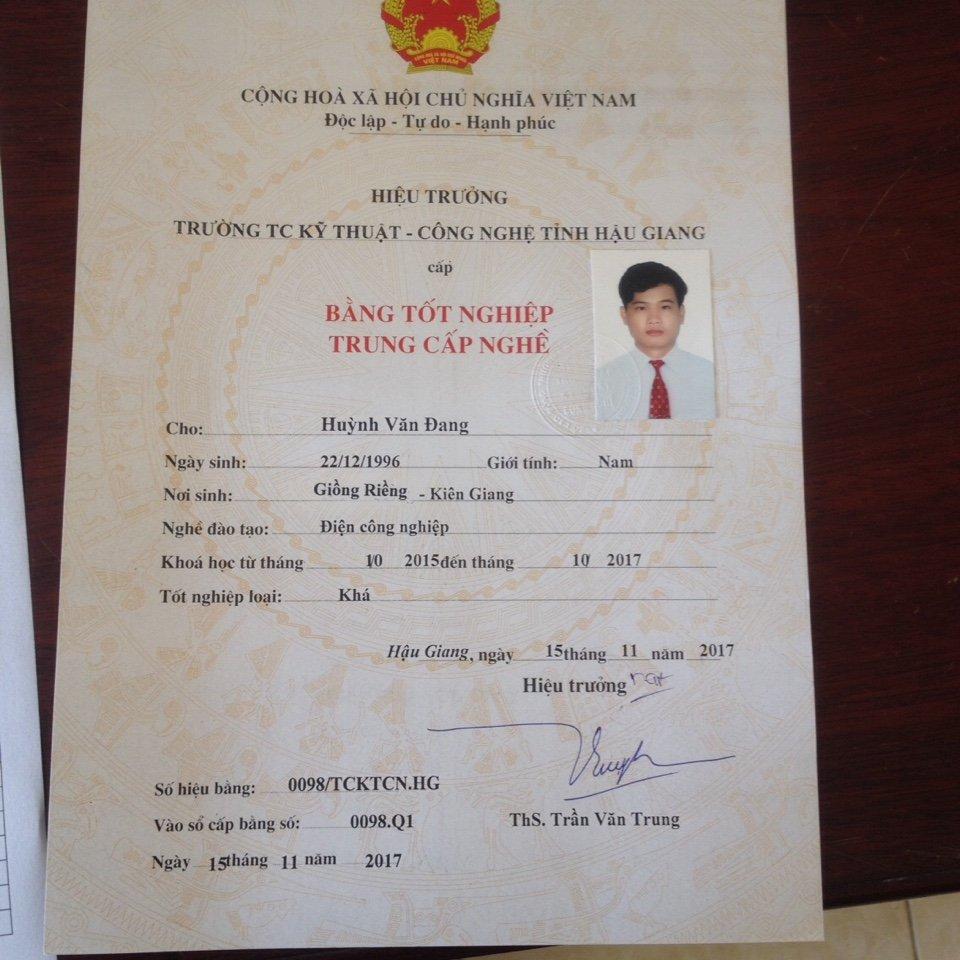 VIỆT NAM
CỘNG HOÀ XÃ HỘI CHỦ NGHĨA VIỆT NAM
Độc lập - Tự do - Hạnh phúc
HIỆU TRƯỞNG
TRƯỜNG TC KỸ THUẬT - CÔNG NGHỆ TỈNH HẬU GIANG
cấp
BẰNG TỐT NGHIỆP
TRUNG CẤP NGHỀ
Cho: Huỳnh Văn Đang
Ngày sinh: 22/12/1996 Giới tính: Nam
Nơi sinh: Giồng Riềng - Kiên Giang
Nghề đào tạo: Điện công nghiệp
Khoá học từ tháng 10/ 2015 đến tháng 10/ 2017
Tốt nghiệp loại: Khá
Hậu Giang, ngày 15 tháng 11 năm 2017
Hiệu trưởng
Số hiệu bằng: 0098/TCKTCN.HG
Vào sổ cấp bằng số: 0098.Q1
ThS. Trần Văn Trung
Ngày 15 tháng 11 năm 2017